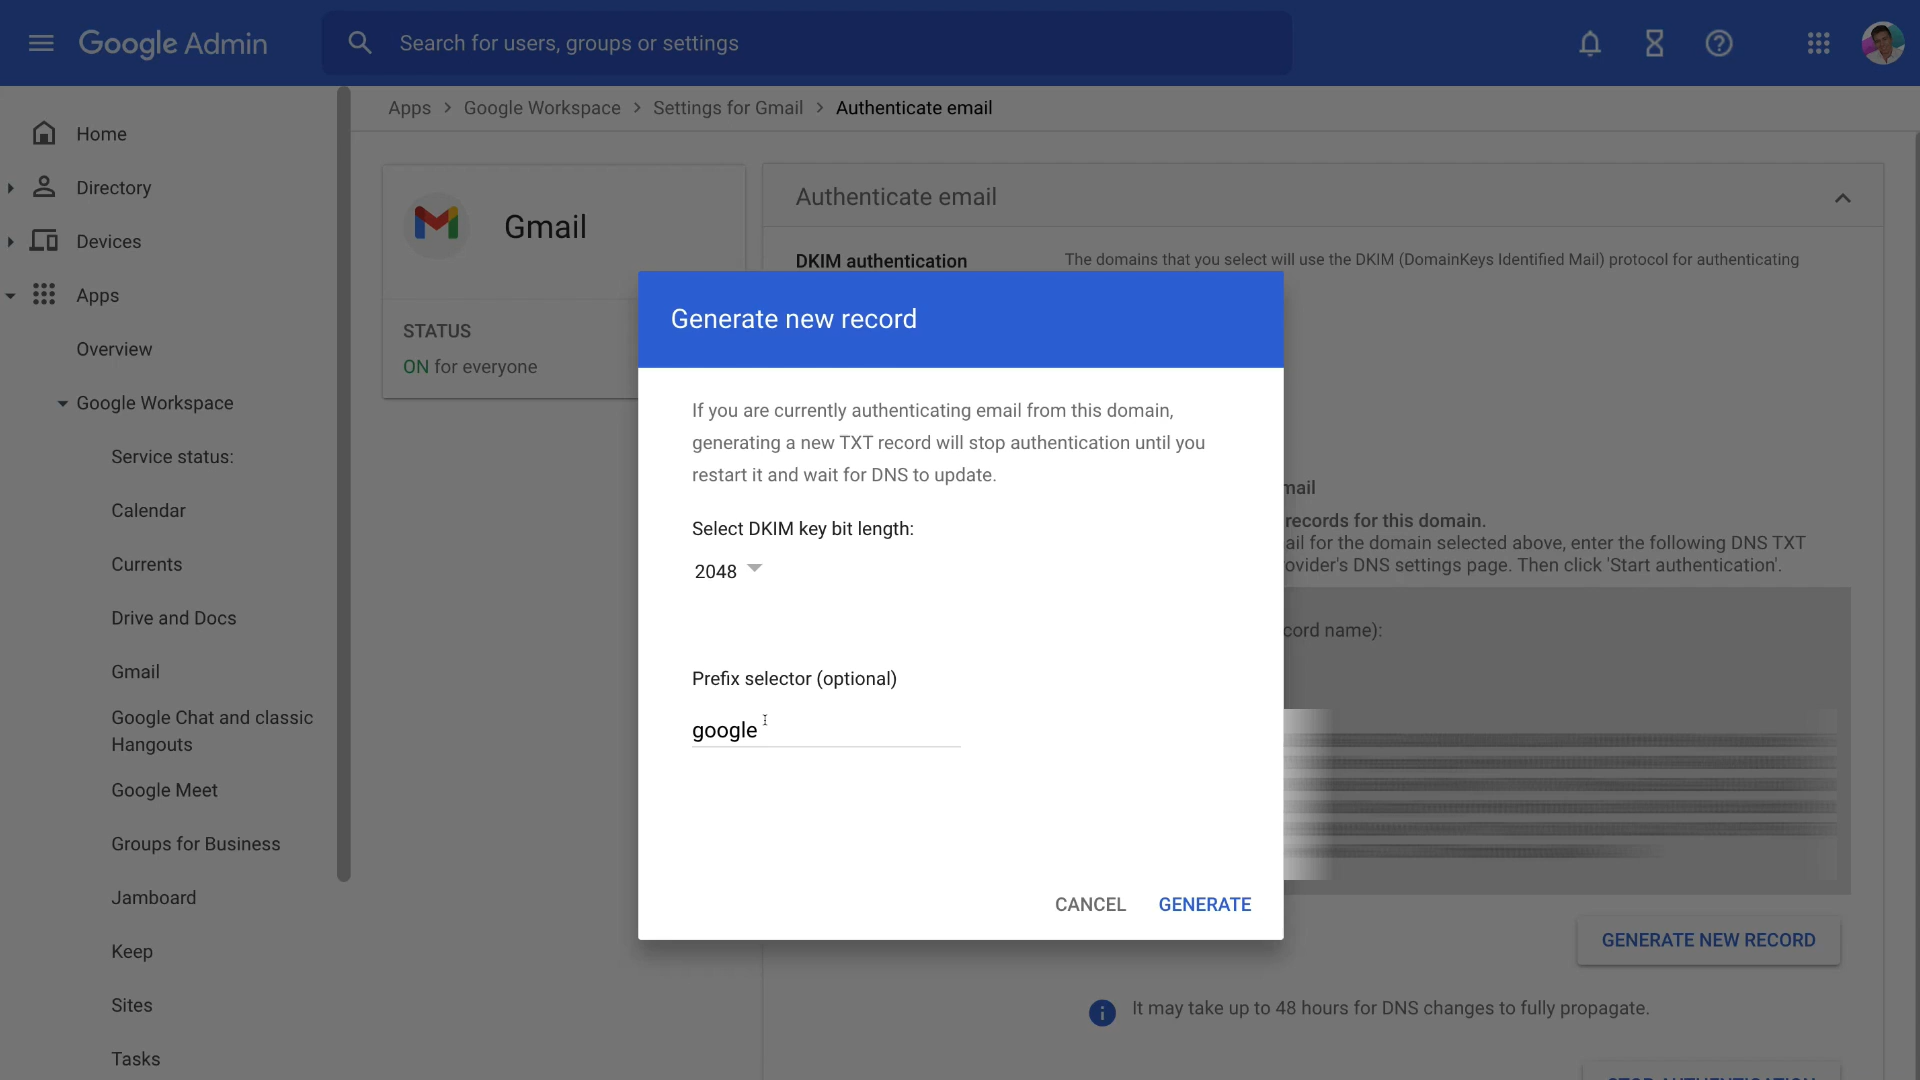 Google Admin
Search for users, groups or settings
Apps > Google Workspace > Settings for Gmail > Authenticate email
Home
Directory
Devices
Apps
Overview
Google Workspace
Service status:
Calendar
Currents
Drive and Docs
Gmail
Google Chat and classic
Hangouts
Google Meet
Groups for Business
Jamboard
Keep
Sites
Tasks
Gmail
STATUS
ON for everyone
Authenticate email
DKIM authentication
The domains that you select will use the DKIM (DomainKeys Identified Mail) protocol for authenticating
Generate new record
If you are currently authenticating email from this domain,
generating a new TXT record will stop authentication until you
restart it and wait for DNS to update.
Select DKIM key bit length:
2048
Prefix selector (optional)
google
CANCEL GENERATE
mail
records for this domain.
ail for the domain selected above, enter the following DNS TXT
ovider's DNS settings page. Then click 'Start authentication'.
cord name):
GENERATE NEW RECORD
It may take up to 48 hours for DNS changes to fully propagate.